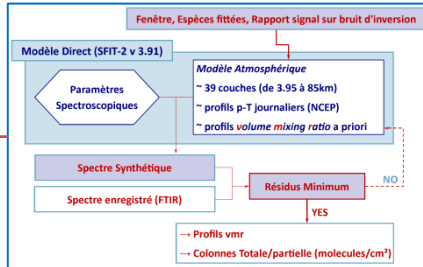 Fenêtre, Espèces fittées, Rapport signal sur bruit d'inversion
Modèle Direct (SFIT-2 v 3.91)
Paramètres
Spectroscopiques
Modèle Atmosphérique
~ 39 couches (de 3.95 à 85km)
~ profils p-T journaliers (NCEP)
~ profils volume mixing ratio a priori
Spectre Synthétique
Spectre enregistré (FTIR)
Résidus Minimum
NO
YES
→ Profils vmr
→ Colonnes Totale/partielle (molecules/cm²)